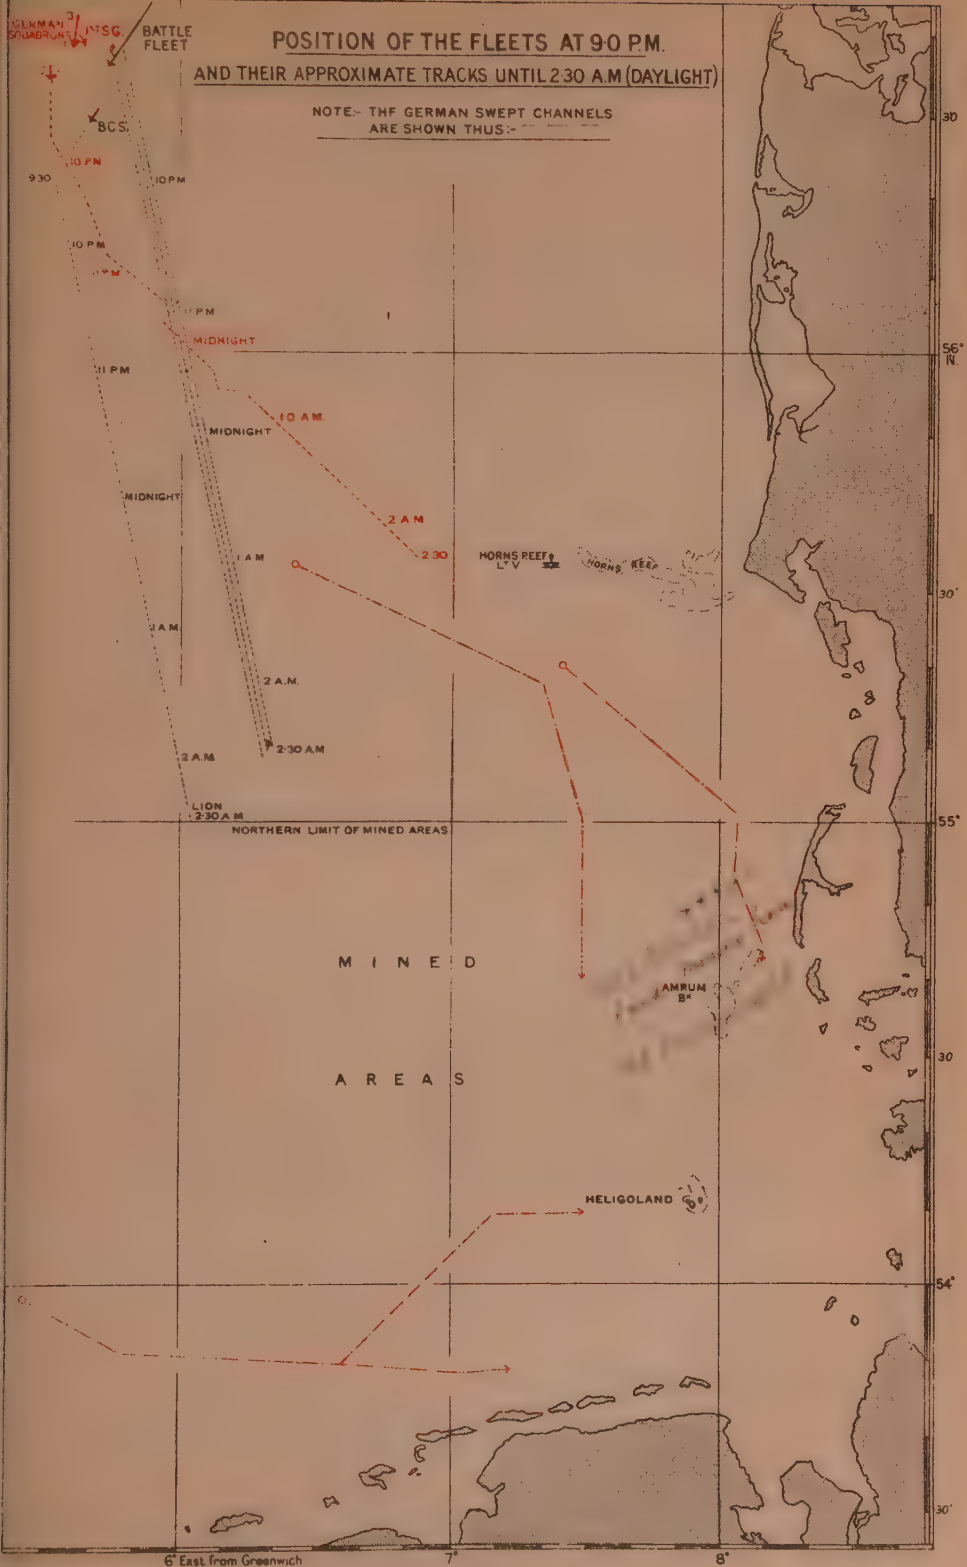 GERMAN
SQUADRONS
3
1ST S.G.
BATTLE
FLEET
POSITION OF THE FLEETS AT 9·0 P.M.
AND THEIR APPROXIMATE TRACKS UNTIL 2·30 A.M (DAYLIGHT)
NOTE:- THE GERMAN SWEPT CHANNELS
ARE SHOWN THUS:-
30
B.C.S.
10 PM
9 30
10 PM
10 PM
11 PM
11 PM
MIDNIGHT
56°
N.
11 PM
1·0 A M.
MIDNIGHT
MIDNIGHT
2 A M
2·30
1 A M
HORNS REEF
LT V
HORNS REEF
30'
1 A M.
2 A.M.
2·30 A M
2 A.M
LION
2·30 A M
NORTHERN LIMIT OF MINED AREAS
55°
MINED
AMRUM
BK
30
AREAS
HELIGOLAND
54°
30'
6° East from Greenwich
7°
8°